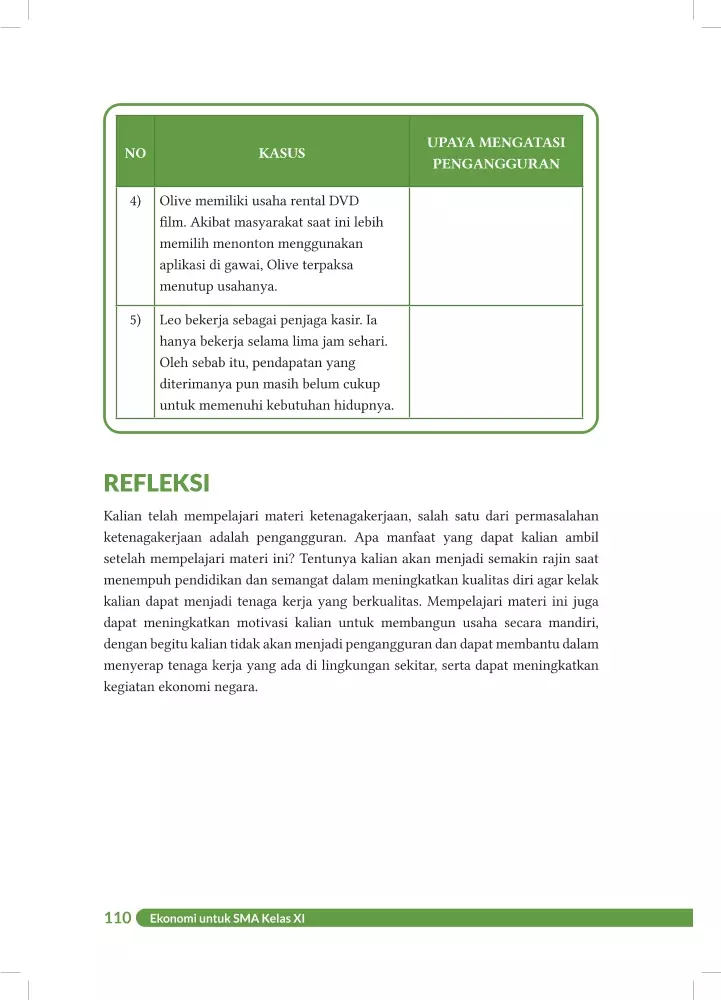 NO
KASUS
UPAYA MENGATASI
PENGANGGURAN
4)
Olive memiliki usaha rental DVD
film. Akibat masyarakat saat ini lebih
memilih menonton menggunakan
aplikasi di gawai, Olive terpaksa
menutup usahanya.
5)
Leo bekerja sebagai penjaga kasir. Ia
hanya bekerja selama lima jam sehari.
Oleh sebab itu, pendapatan yang
diterimanya pun masih belum cukup
untuk memenuhi kebutuhan hidupnya.
REFLEKSI
Kalian telah mempelajari materi ketenagakerjaan, salah satu dari permasalahan
ketenagakerjaan adalah pengangguran. Apa manfaat yang dapat kalian ambil
setelah mempelajari materi ini? Tentunya kalian akan menjadi semakin rajin saat
menempuh pendidikan dan semangat dalam meningkatkan kualitas diri agar kelak
kalian dapat menjadi tenaga kerja yang berkualitas. Mempelajari materi ini juga
dapat meningkatkan motivasi kalian untuk membangun usaha secara mandiri,
dengan begitu kalian tidak akan menjadi pengangguran dan dapat membantu dalam
menyerap tenaga kerja yang ada di lingkungan sekitar, serta dapat meningkatkan
kegiatan ekonomi negara.
110
Ekonomi untuk SMA Kelas XI